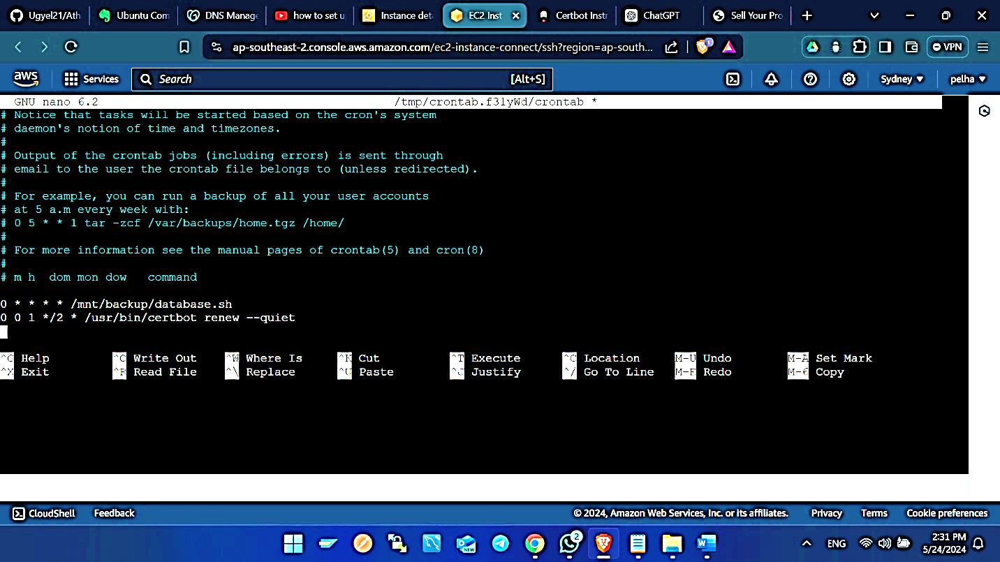 Ugyel21/Ath
Ubuntu Com
DNS Manage
how to set u
Instance det
EC2 Inst
Certbot Instr
ChatGPT
Sell Your Pro
ap-southeast-2.console.aws.amazon.com/ec2-instance-connect/ssh?region=ap-south...
1
VPN
aws
Services
Search
[Alt+S]
Sydney
pelha
GNU nano 6.2 /tmp/crontab.f3lyWd/crontab *
# Notice that tasks will be started based on the cron's system
# daemon's notion of time and timezones.
#
# Output of the crontab jobs (including errors) is sent through
# email to the user the crontab file belongs to (unless redirected).
#
# For example, you can run a backup of all your user accounts
# at 5 a.m every week with:
# 0 5 * * 1 tar -zcf /var/backups/home.tgz /home/
#
# For more information see the manual pages of crontab(5) and cron(8)
#
# m h  dom mon dow   command
0 * * * * /mnt/backup/database.sh
0 0 1 */2 * /usr/bin/certbot renew --quiet
^G Help ^O Write Out ^W Where Is ^K Cut ^T Execute ^C Location M-U Undo M-A Set Mark
^X Exit ^R Read File ^\ Replace ^U Paste ^J Justify ^/ Go To Line M-E Redo M-6 Copy
CloudShell
Feedback
© 2024, Amazon Web Services, Inc. or its affiliates.
Privacy
Terms
Cookie preferences
NEW
2
ENG
2:31 PM
5/24/2024